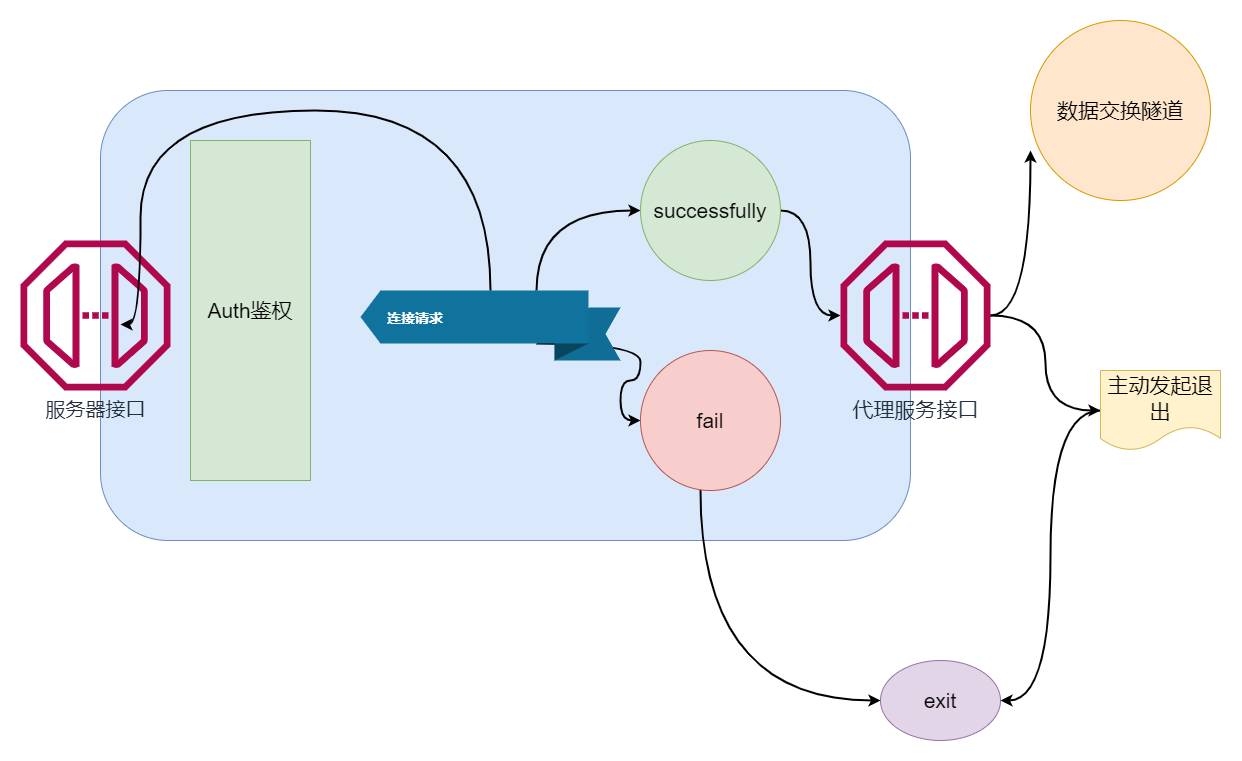 数据交换隧道
successfully
Auth鉴权
连接请求
服务器接口
代理服务接口
主动发起退
出
fail
exit